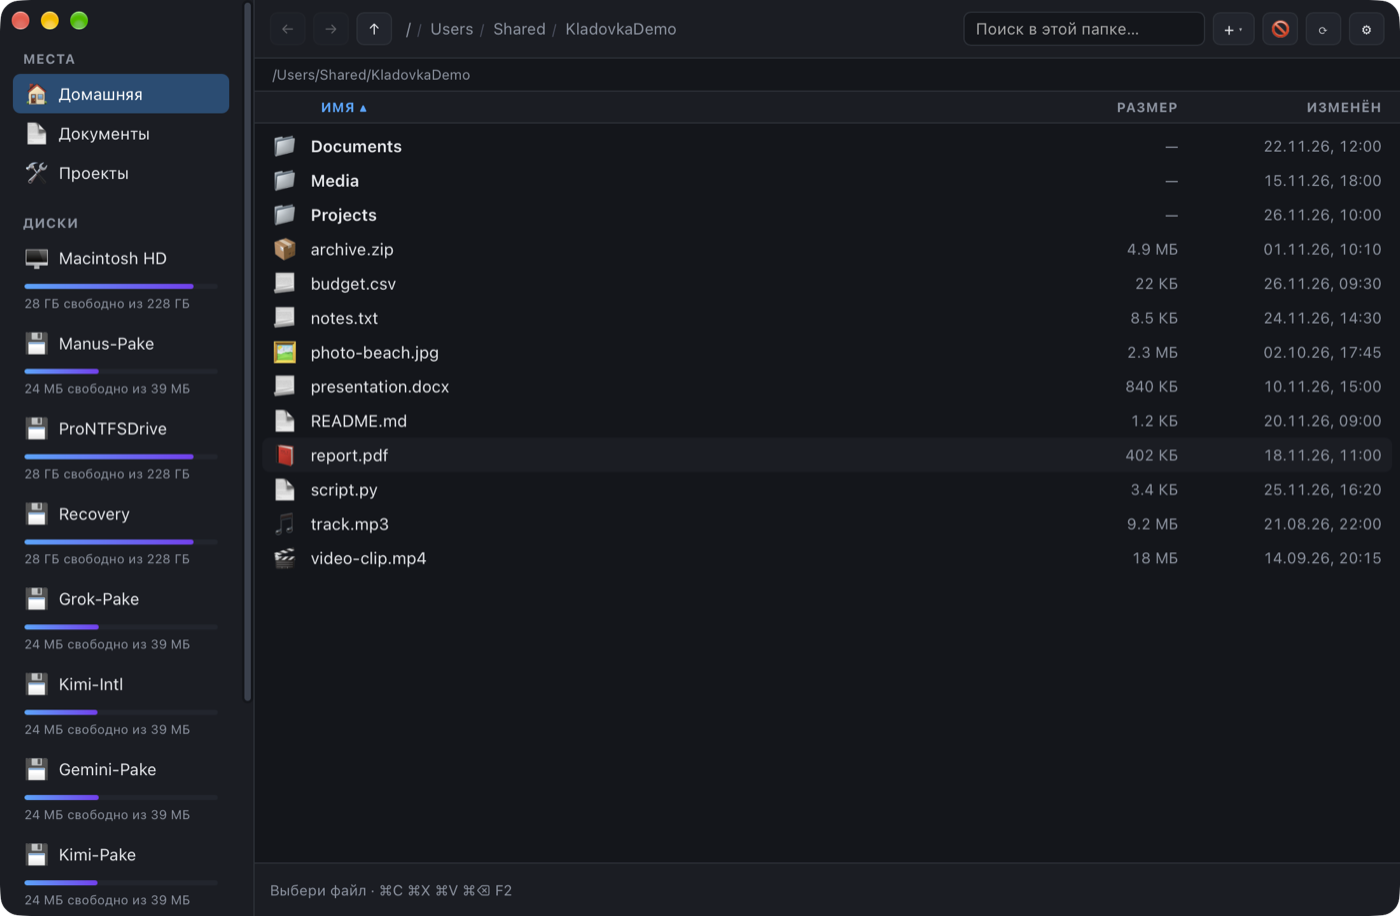 / / Users / Shared / KladovkaDemo
Поиск в этой папке...
+
/Users/Shared/KladovkaDemo
МЕСТА
Домашняя
Документы
Проекты
ДИСКИ
Macintosh HD
28 ГБ свободно из 228 ГБ
Manus-Pake
24 МБ свободно из 39 МБ
ProNTFSDrive
28 ГБ свободно из 228 ГБ
Recovery
28 ГБ свободно из 228 ГБ
Grok-Pake
24 МБ свободно из 39 МБ
Kimi-Intl
24 МБ свободно из 39 МБ
Gemini-Pake
24 МБ свободно из 39 МБ
Kimi-Pake
24 МБ свободно из 39 МБ
ИМЯ ▲ РАЗМЕР ИЗМЕНЁН
Documents — 22.11.26, 12:00
Media — 15.11.26, 18:00
Projects — 26.11.26, 10:00
archive.zip 4.9 МБ 01.11.26, 10:10
budget.csv 22 КБ 26.11.26, 09:30
notes.txt 8.5 КБ 24.11.26, 14:30
photo-beach.jpg 2.3 МБ 02.10.26, 17:45
presentation.docx 840 КБ 10.11.26, 15:00
README.md 1.2 КБ 20.11.26, 09:00
report.pdf 402 КБ 18.11.26, 11:00
script.py 3.4 КБ 25.11.26, 16:20
track.mp3 9.2 МБ 21.08.26, 22:00
video-clip.mp4 18 МБ 14.09.26, 20:15
Выбери файл · ⌘C ⌘X ⌘V ⌘⌫ F2